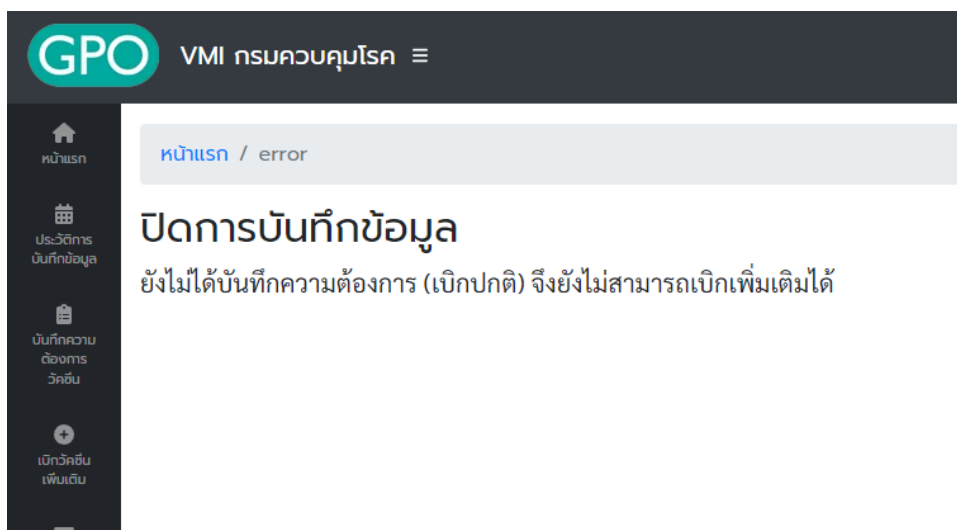 GPO
VMI กรมควบคุมโรค
หน้าแรก
ประวัติการ
บันทึกข้อมูล
บันทึกความ
ต้องการ
วัคซีน
เบิกวัคซีน
เพิ่มเติม
หน้าแรก / error
ปิดการบันทึกข้อมูล
ยังไม่ได้บันทึกความต้องการ (เบิกปกติ) จึงยังไม่สามารถเบิกเพิ่มเติมได้